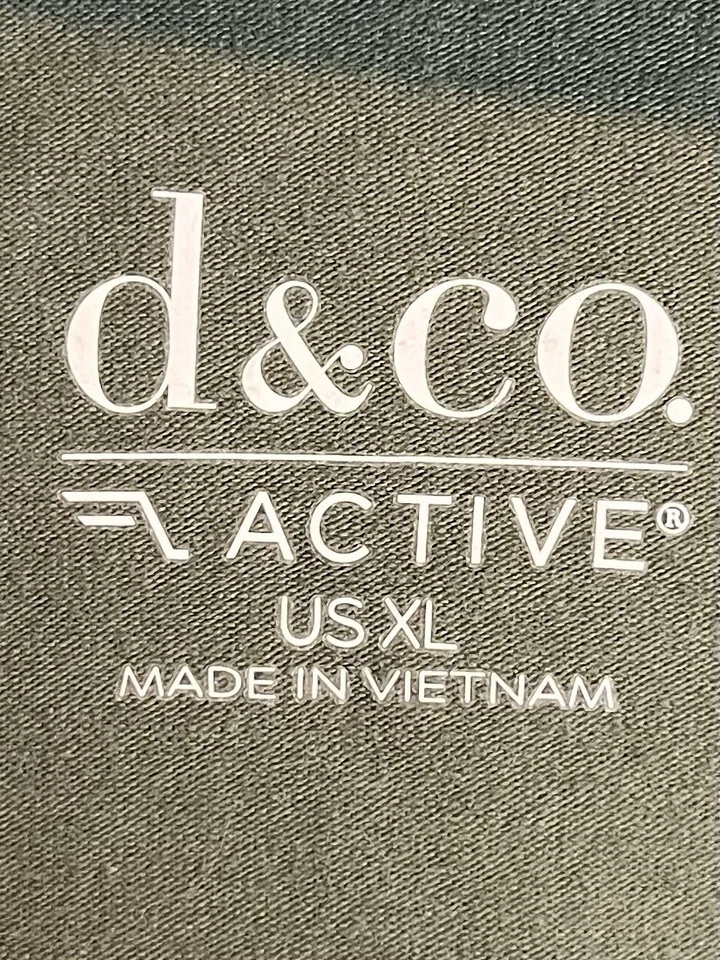 d&co.
ACTIVE®
US XL
MADE IN VIETNAM